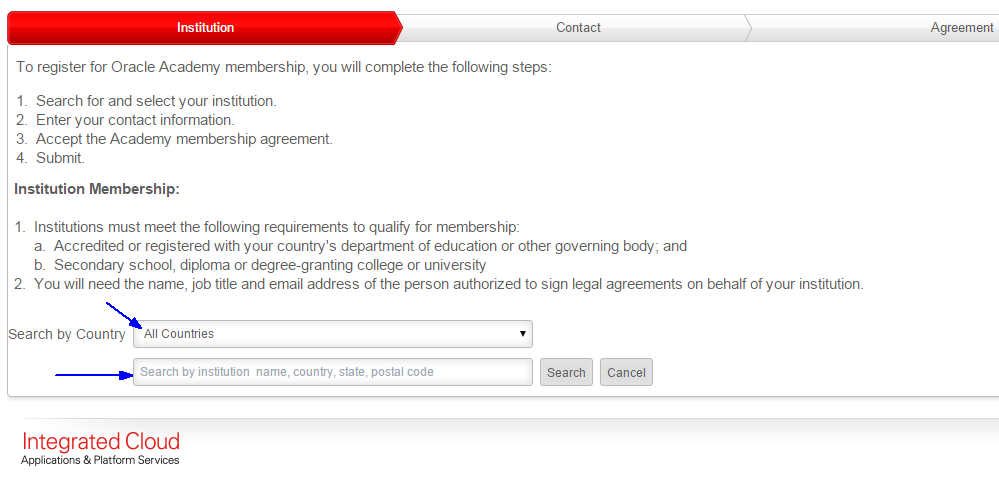 Institution
Contact
Agreement
To register for Oracle Academy membership, you will complete the following steps:
1. Search for and select your institution.
2. Enter your contact information.
3. Accept the Academy membership agreement.
4. Submit.
Institution Membership:
1. Institutions must meet the following requirements to qualify for membership:
a. Accredited or registered with your country's department of education or other governing body; and
b. Secondary school, diploma or degree-granting college or university
2. You will need the name, job title and email address of the person authorized to sign legal agreements on behalf of your institution.
Search by Country All Countries
Search by institution name, country, state, postal code Search Cancel
Integrated Cloud
Applications & Platform Services